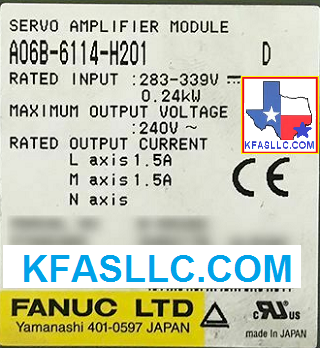 SERVO AMPLIFIER MODULE
A06B-6114-H201 D
RATED INPUT :283-339V ⎓
0.24kW
MAXIMUM OUTPUT VOLTAGE
:240V ~
RATED OUTPUT CURRENT
L axis 1.5A
M axis 1.5A
N axis
KFASLLC.COM
CE
KFASLLC.COM
FANUC LTD
Yamanashi 401-0597 JAPAN
c UL US
made in JAPAN